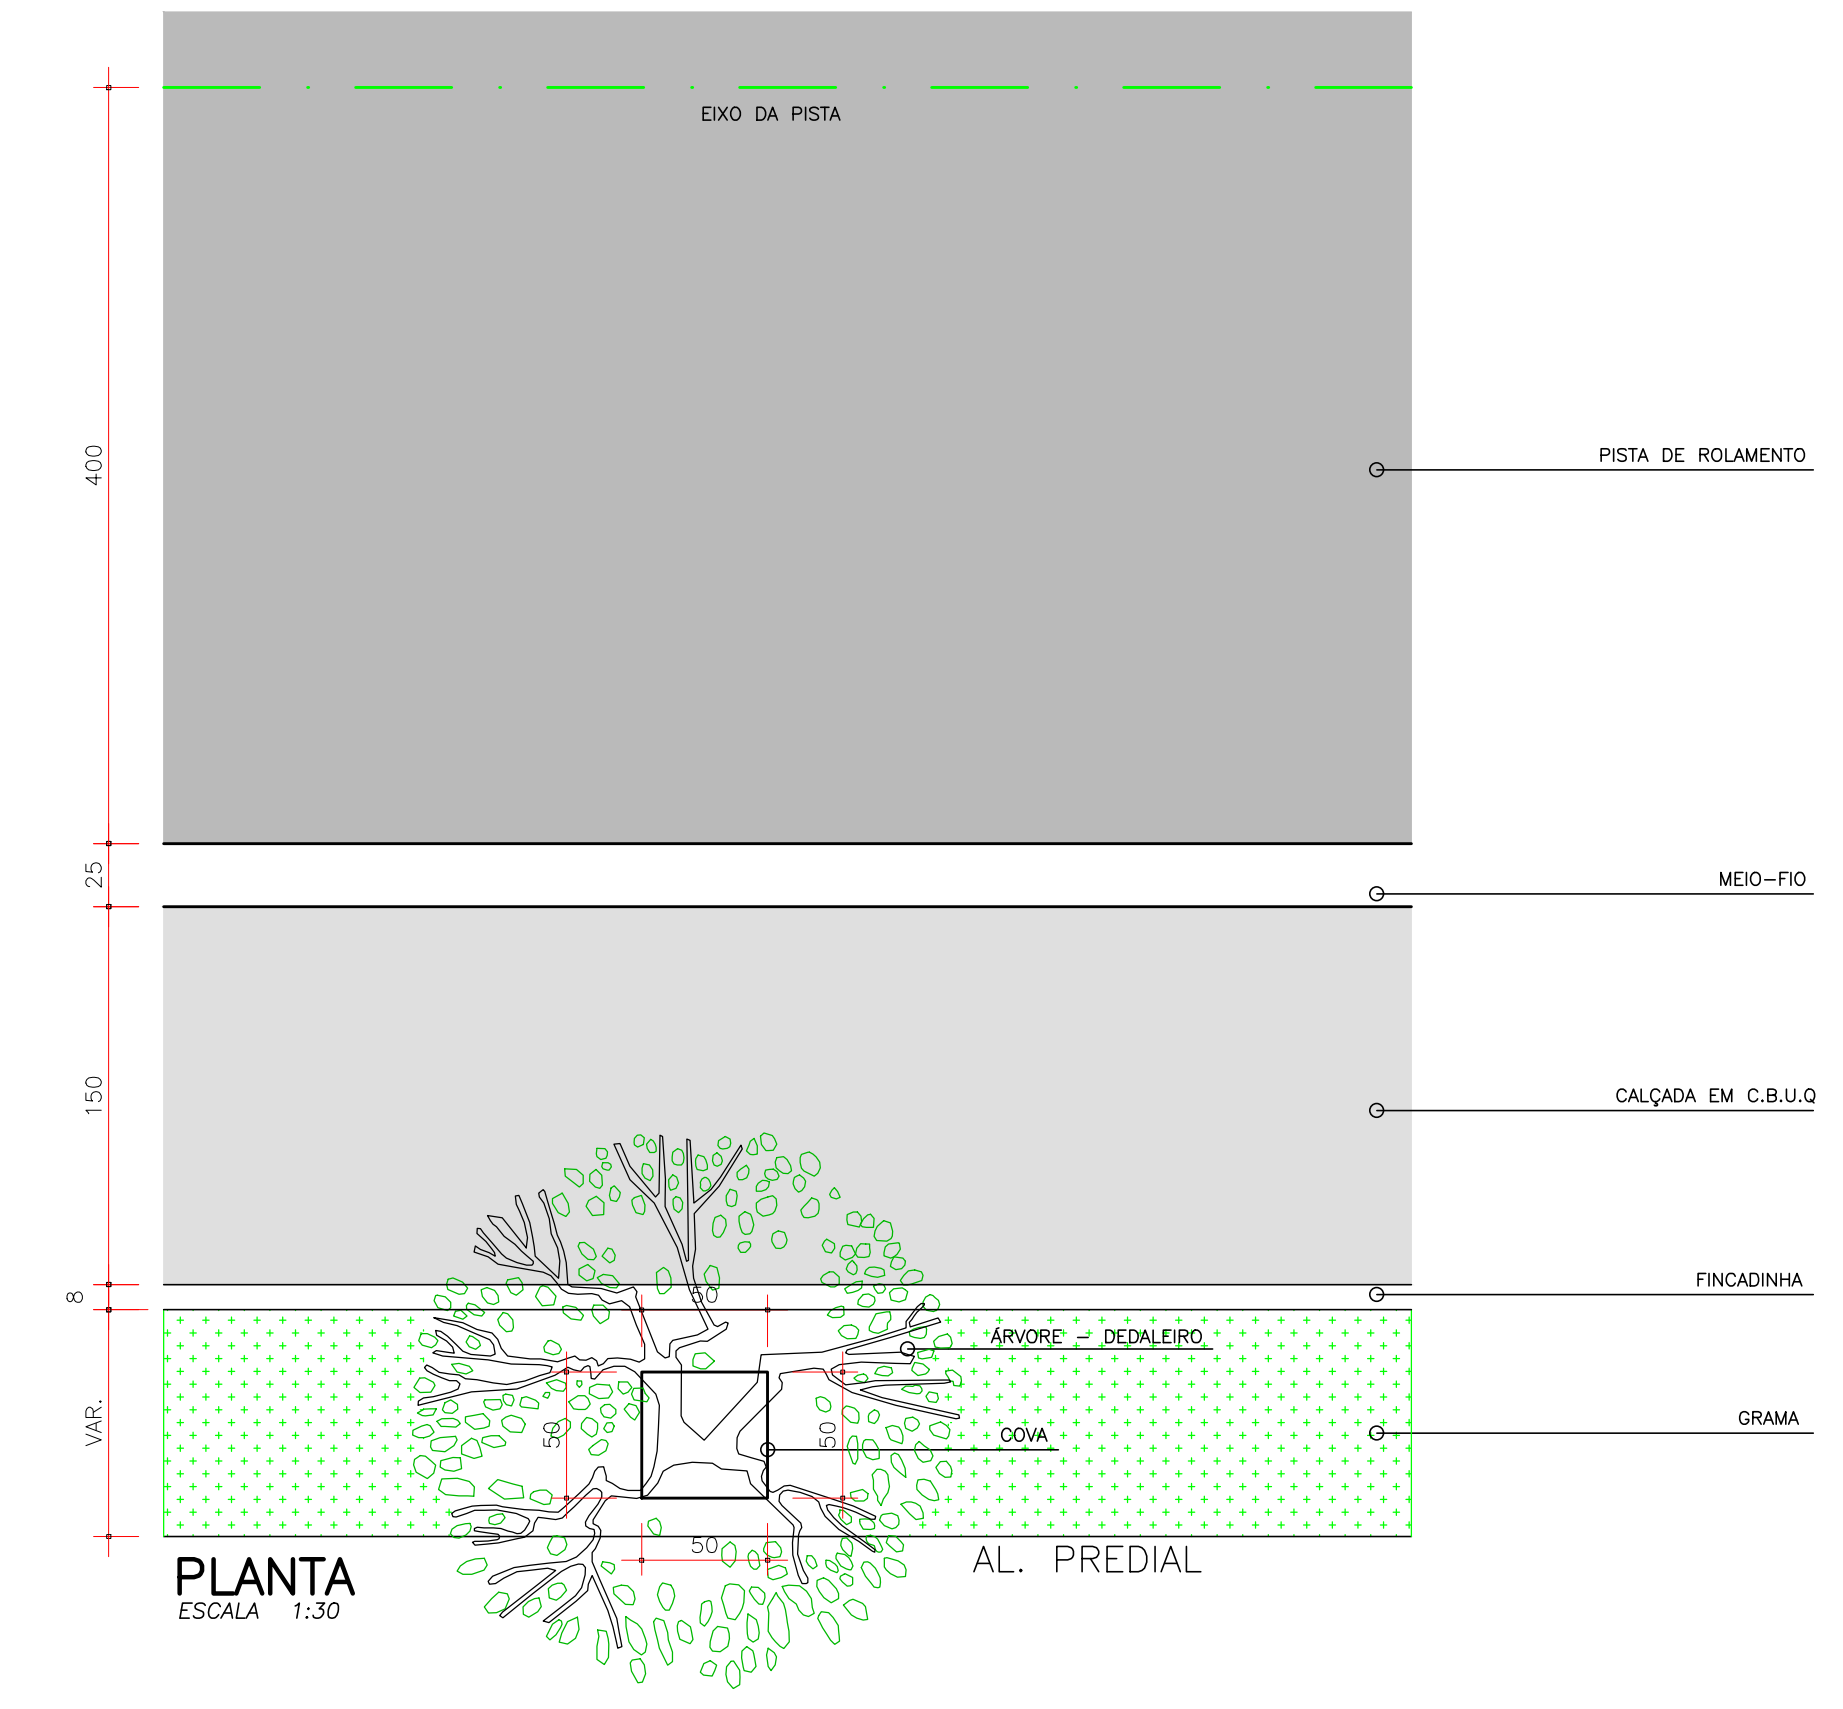 EIXO DA PISTA
400
PISTA DE ROLAMENTO
25
MEIO-FIO
150
CALÇADA EM C.B.U.Q
8
FINCADINHA
50
ÁRVORE - DEDALEIRO
VAR.
GRAMA
50
50
COVA
50
AL. PREDIAL
PLANTA
ESCALA 1:30